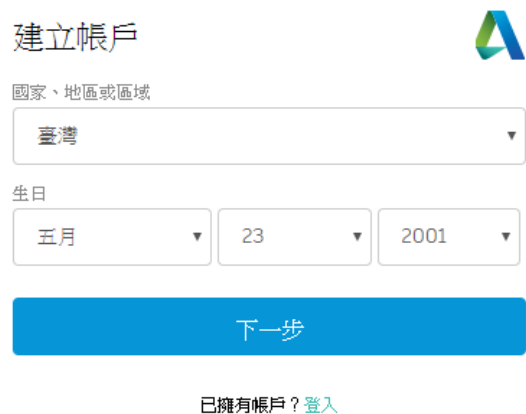 建立帳戶
國家、地區或區域
臺灣
生日
五月 23 2001
下一步
已擁有帳戶？登入